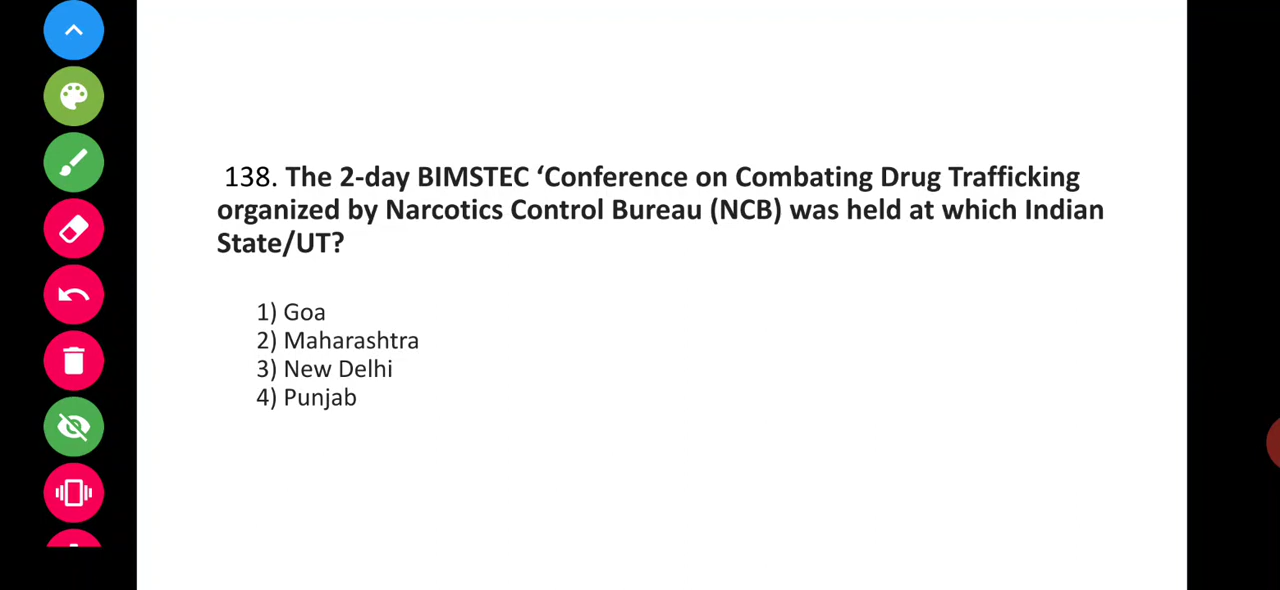 138. The 2-day BIMSTEC ‘Conference on Combating Drug Trafficking
organized by Narcotics Control Bureau (NCB) was held at which Indian
State/UT?
1) Goa
2) Maharashtra
3) New Delhi
4) Punjab